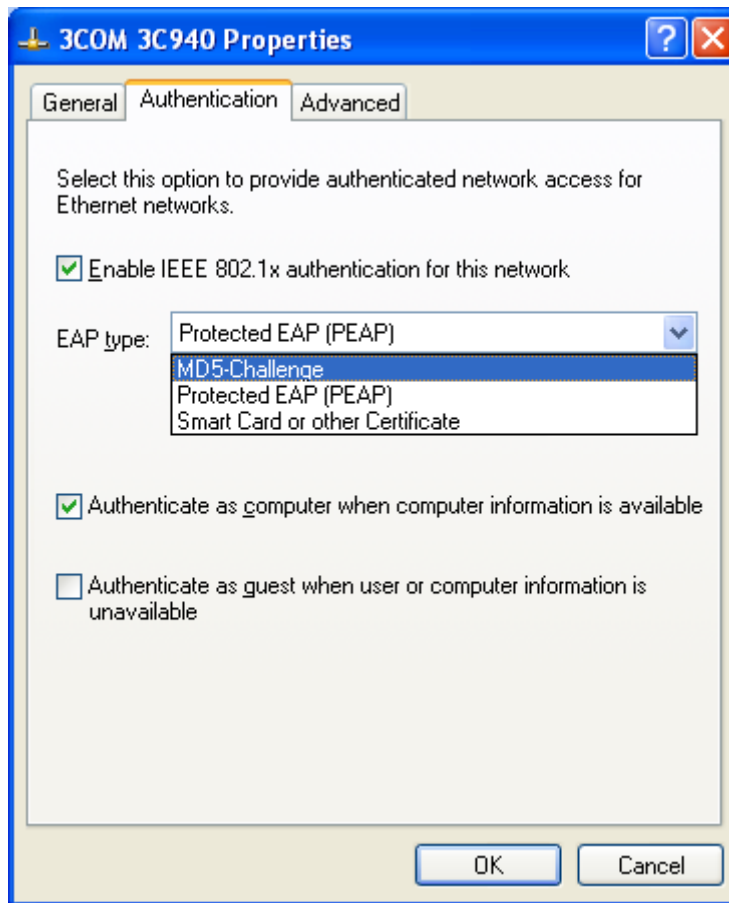 3COM 3C940 Properties
General
Authentication
Advanced
Select this option to provide authenticated network access for
Ethernet networks.
Enable IEEE 802.1x authentication for this network
EAP type:
Protected EAP (PEAP)
MD5-Challenge
Protected EAP (PEAP)
Smart Card or other Certificate
Authenticate as computer when computer information is available
Authenticate as guest when user or computer information is
unavailable
OK
Cancel